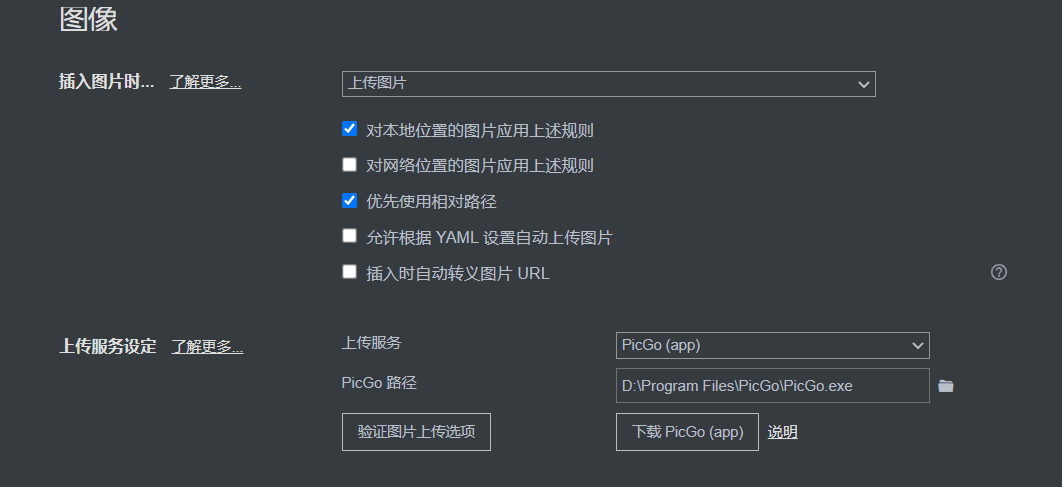 图像
插入图片时... 了解更多... 上传图片
对本地位置的图片应用上述规则
对网络位置的图片应用上述规则
优先使用相对路径
允许根据 YAML 设置自动上传图片
插入时自动转义图片 URL
上传服务设定 了解更多... 上传服务 PicGo (app)
PicGo 路径 D:\Program Files\PicGo\PicGo.exe
验证图片上传选项 下载 PicGo (app) 说明